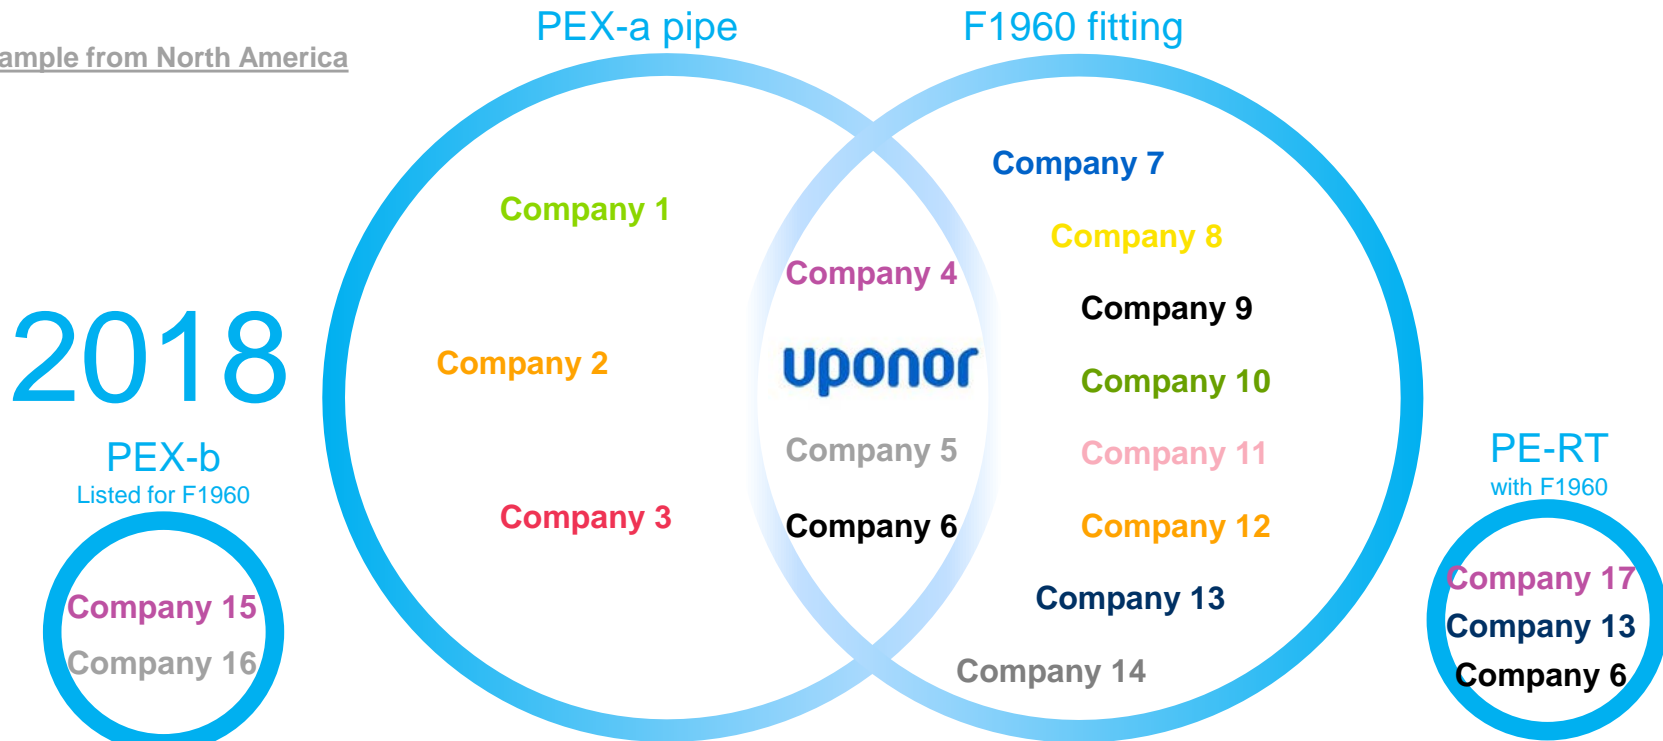 ample from North America
PEX-a pipe
F1960 fitting
2018
Company 1
Company 2
Company 3
Company 4
uponor
Company 5
Company 6
Company 7
Company 8
Company 9
Company 10
Company 11
Company 12
Company 13
Company 14
PEX-b
Listed for F1960
Company 15
Company 16
PE-RT
with F1960
Company 17
Company 13
Company 6